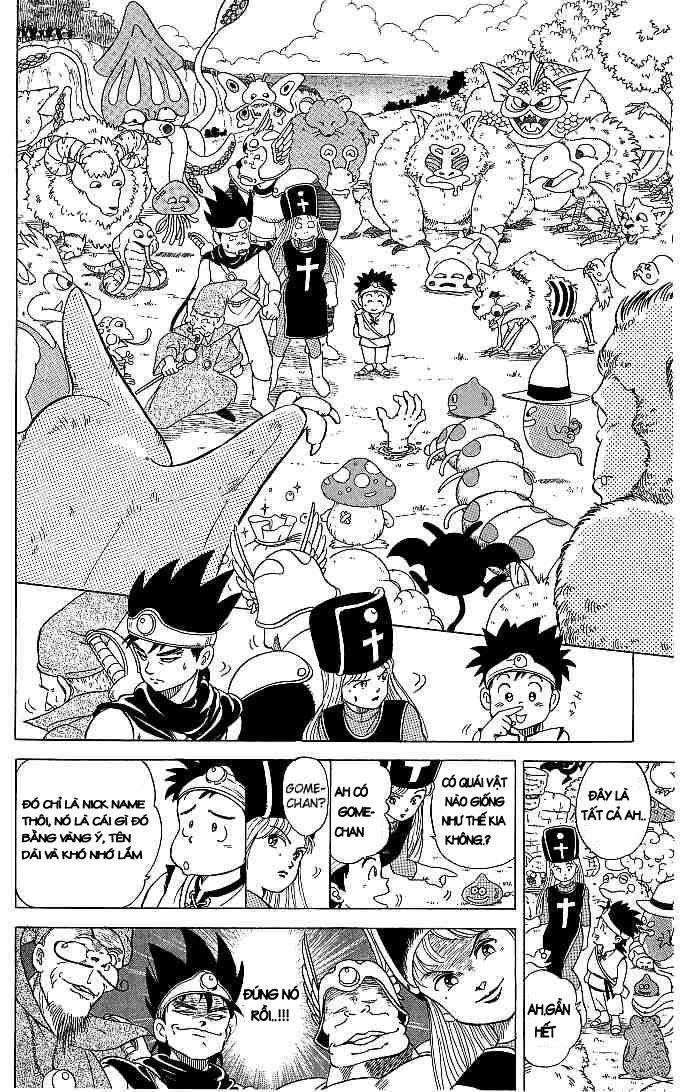 HICK
ĐÂY LÀ
TẤT CẢ AH..
AH,GẦN
HẾT
CÓ QUÁI VẬT
NÀO GIỐNG
NHƯ THẾ KIA
KHÔNG.?
AH CÓ
GOME-
CHAN
GOME-
CHAN?
ĐÓ CHỈ LÀ NICK NAME
THÔI, NÓ LÀ CÁI GÌ ĐÓ
BẰNG VÀNG Ý, TÊN
DÀI VÀ KHÓ NHỚ LẮM
ĐÚNG NÓ
RỒI..!!!